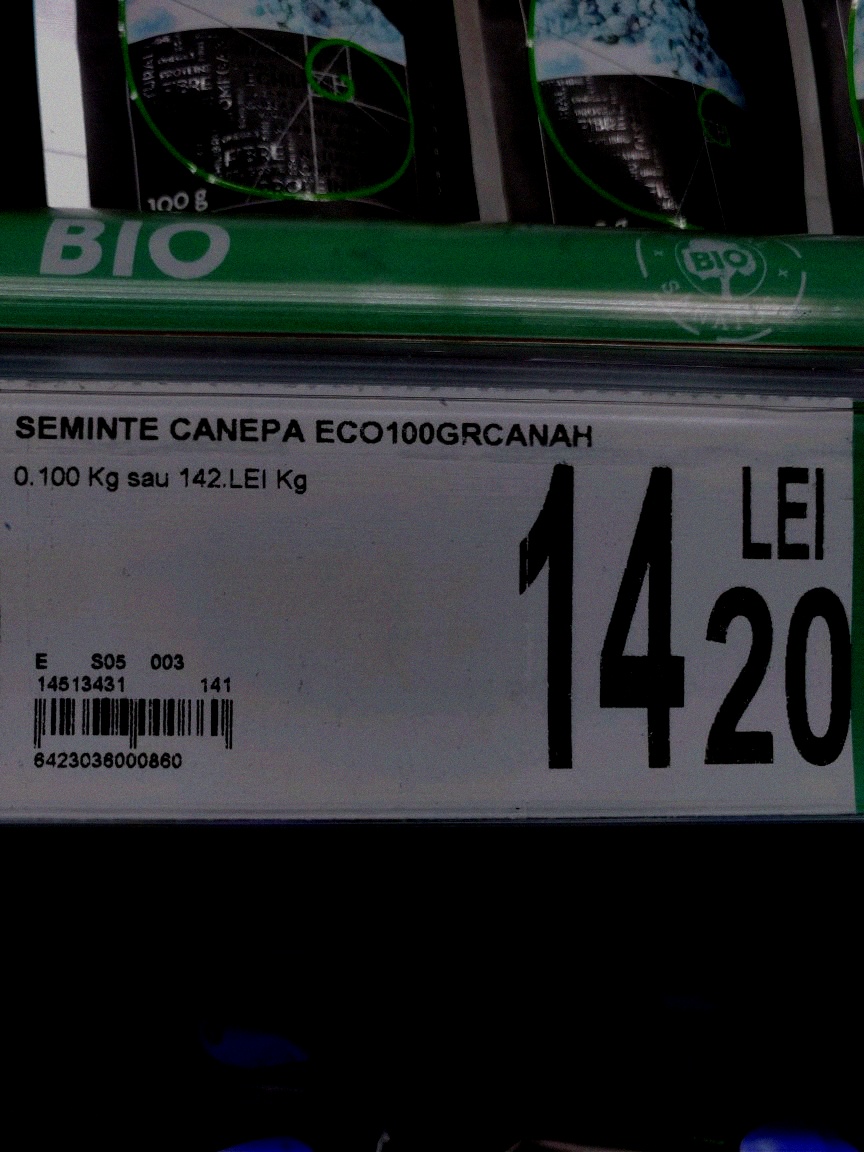 FIBRE
100 g
BIO
BIO
SEMINTE CANEPA ECO100GRCANAH
0.100 Kg sau 142.LEI Kg
14 LEI
20
E S05 003
14513431 141
6423036000860